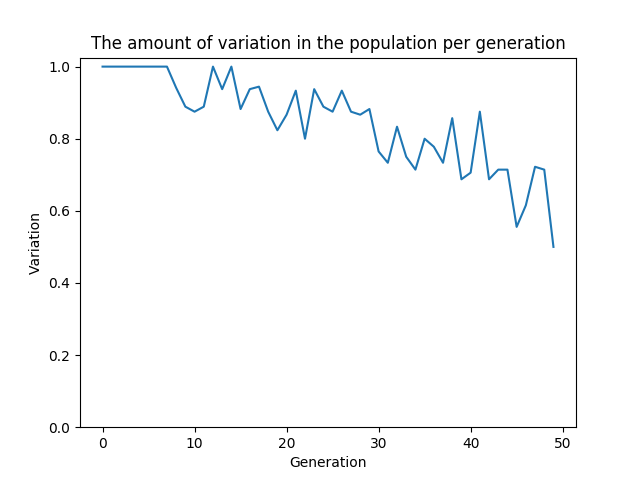 The amount of variation in the population per generation
1.0
0.8
0.6
0.4
0.2
0.0
Variation
0 10 20 30 40 50
Generation